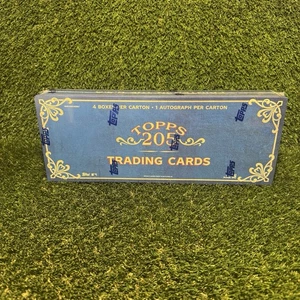 4 BOXES PER CARTON • 1 AUTOGRAPH PER CARTON
TOPPS
205
TRADING CARDS